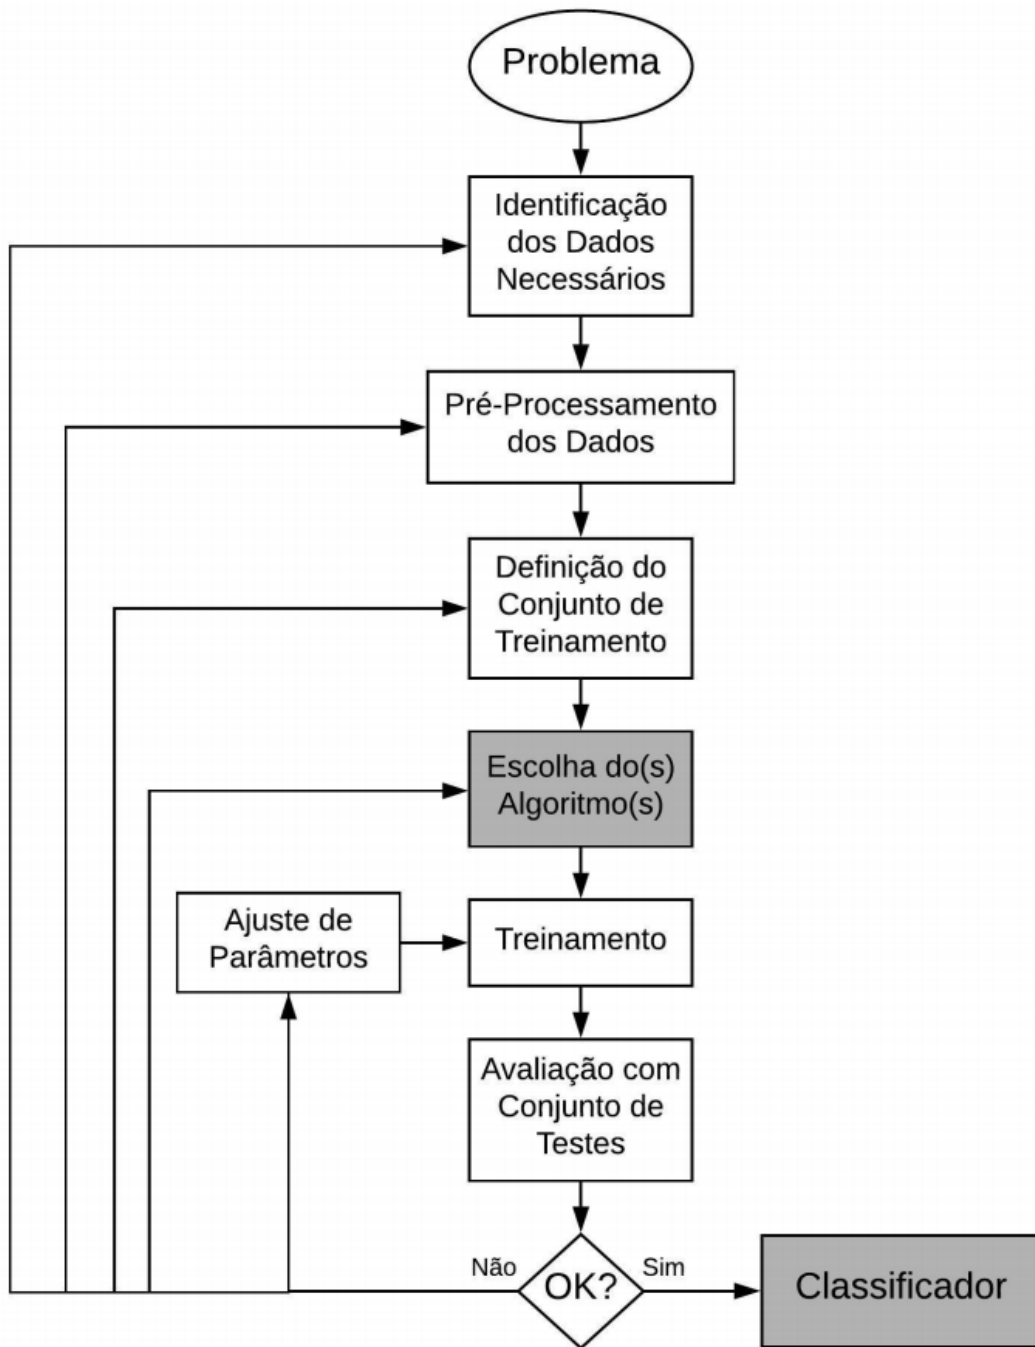 Problema
Identificação
dos Dados
Necessários
Pré-Processamento
dos Dados
Definição do
Conjunto de
Treinamento
Escolha do(s)
Algoritmo(s)
Ajuste de
Parâmetros
Treinamento
Avaliação com
Conjunto de
Testes
Não
OK?
Sim
Classificador